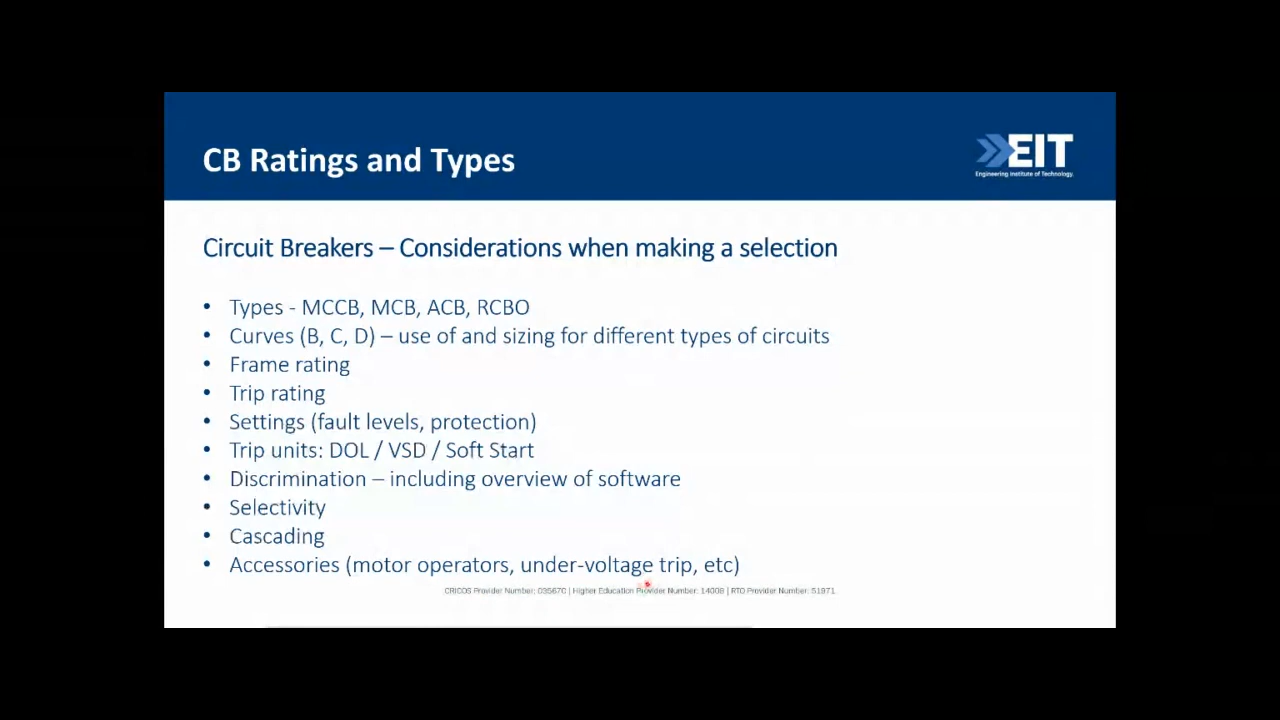 CB Ratings and Types
EIT
Engineering Institute of Technology
Circuit Breakers – Considerations when making a selection
• Types - MCCB, MCB, ACB, RCBO
• Curves (B, C, D) – use of and sizing for different types of circuits
• Frame rating
• Trip rating
• Settings (fault levels, protection)
• Trip units: DOL / VSD / Soft Start
• Discrimination – including overview of software
• Selectivity
• Cascading
• Accessories (motor operators, under-voltage trip, etc)
CRICOS Provider Number: 03567C | Higher Education Provider Number: 14008 | RTO Provider Number: 51971